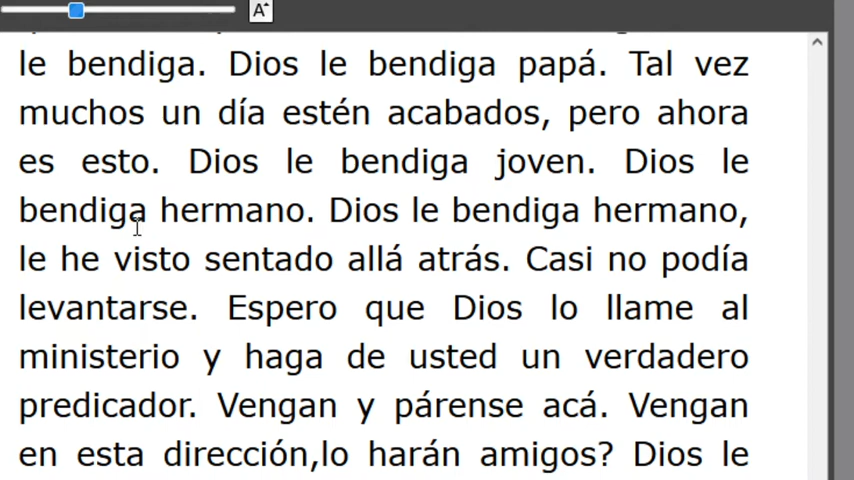 A
le bendiga. Dios le bendiga papá. Tal vez
muchos un día estén acabados, pero ahora
es esto. Dios le bendiga joven. Dios le
bendiga hermano. Dios le bendiga hermano,
le he visto sentado allá atrás. Casi no podía
levantarse. Espero que Dios lo llame al
ministerio y haga de usted un verdadero
predicador. Vengan y párense acá. Vengan
en esta dirección,lo harán amigos? Dios le